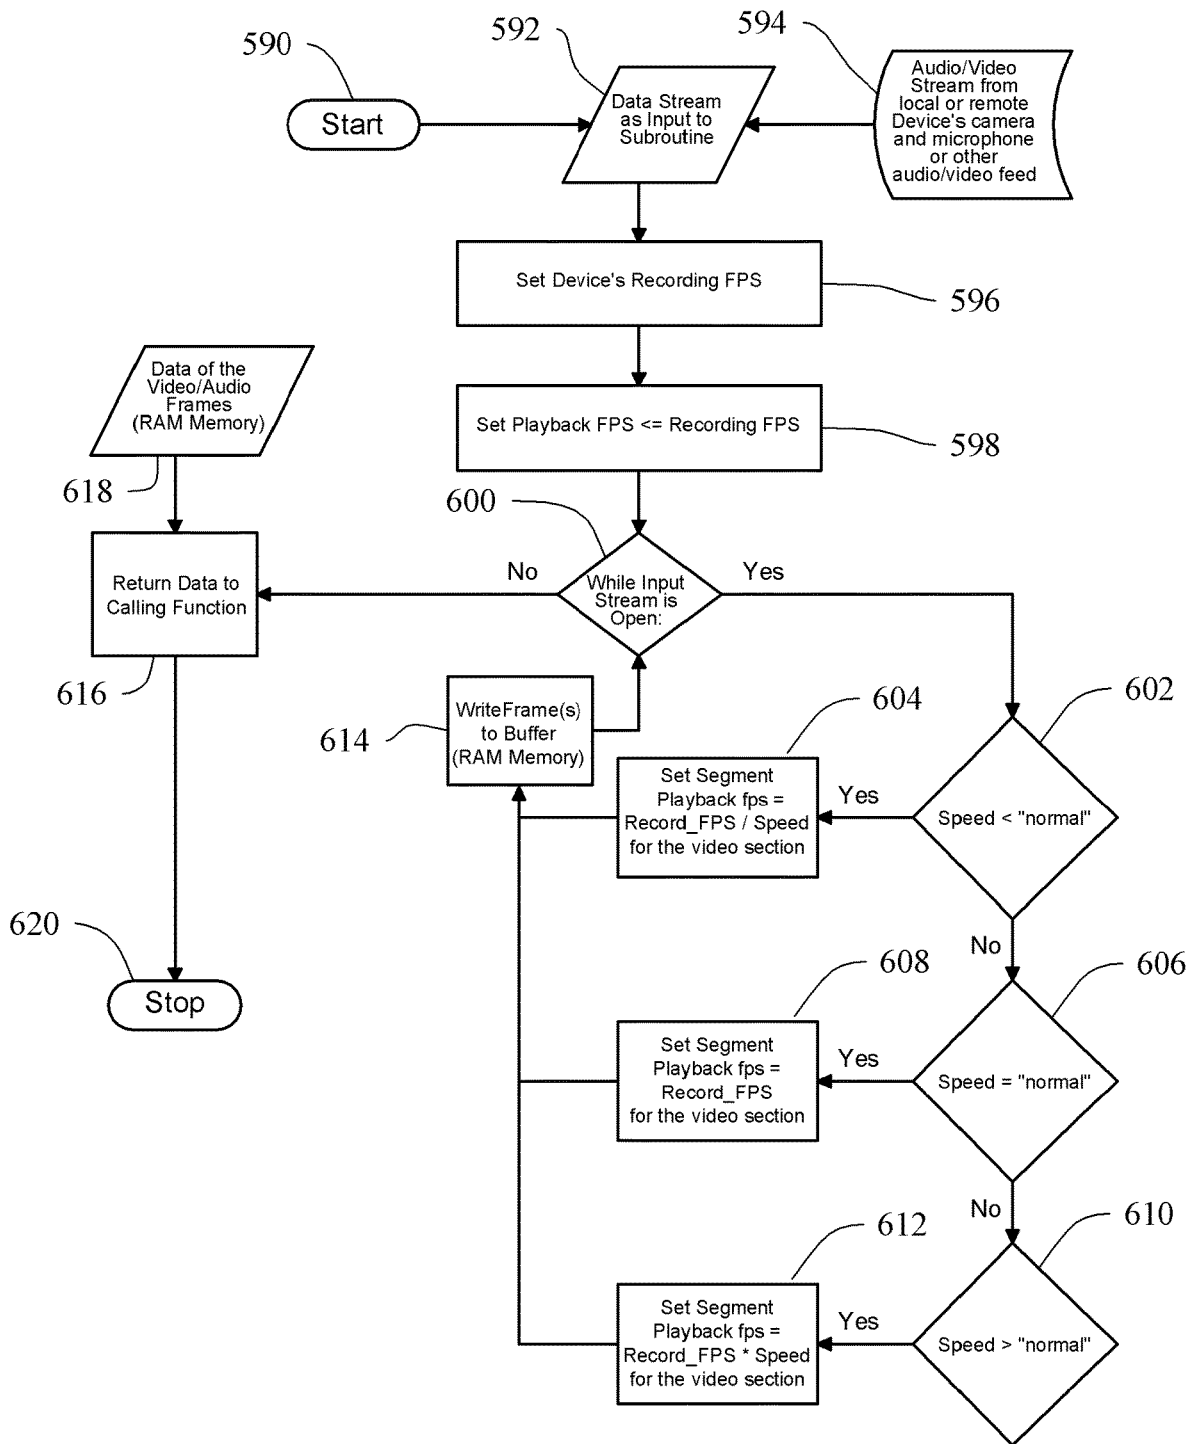 590
592
594
Start
Data Stream
as Input to
Subroutine
Audio/Video
Stream from
local or remote
Device's camera
and microphone
or other
audio/video feed
Set Device's Recording FPS
596
Data of the
Video/Audio
Frames
(RAM Memory)
618
Set Playback FPS <= Recording FPS
598
600
No
Yes
While Input
Stream is
Open:
Return Data to
Calling Function
616
614
WriteFrame(s)
to Buffer
(RAM Memory)
604
602
Set Segment
Playback fps =
Record_FPS / Speed
for the video section
Yes
Speed < "normal"
No
620
Stop
608
606
Set Segment
Playback fps =
Record_FPS
for the video section
Yes
Speed = "normal"
No
612
610
Set Segment
Playback fps =
Record_FPS * Speed
for the video section
Yes
Speed > "normal"